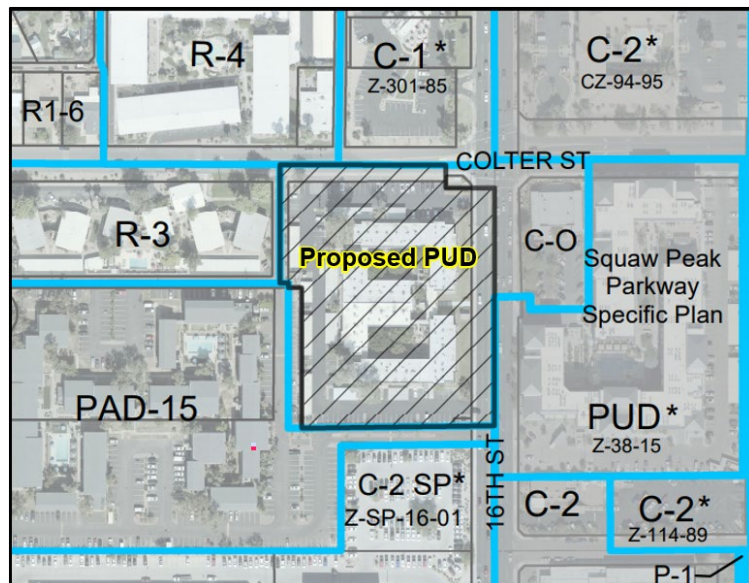 R-4
C-1*
Z-301-85
C-2*
CZ-94-95
R1-6
COLTER ST
R-3
Proposed PUD
C-O
Squaw Peak
Parkway
Specific Plan
PAD-15
PUD*
Z-38-15
16TH ST
C-2 SP*
Z-SP-16-01
C-2
C-2*
Z-114-89
P-1